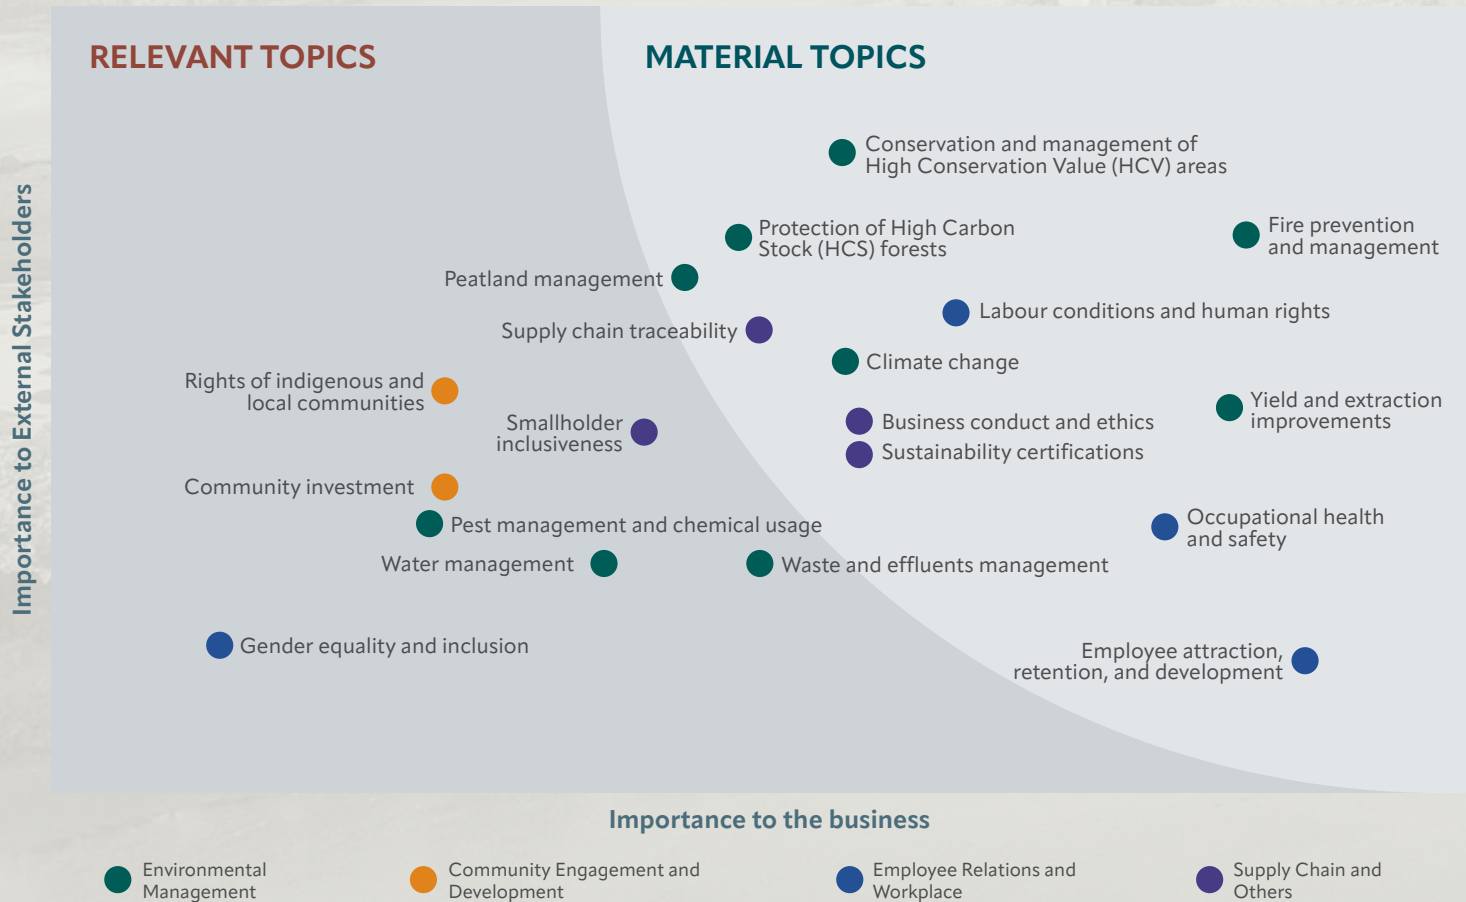 RELEVANT TOPICS
MATERIAL TOPICS
Importance to External Stakeholders
Conservation and management of
High Conservation Value (HCV) areas
Protection of High Carbon
Stock (HCS) forests
Fire prevention
and management
Peatland management
Labour conditions and human rights
Supply chain traceability
Climate change
Rights of indigenous and
local communities
Yield and extraction
improvements
Smallholder
inclusiveness
Business conduct and ethics
Sustainability certifications
Community investment
Pest management and chemical usage
Occupational health
and safety
Water management
Waste and effluents management
Gender equality and inclusion
Employee attraction,
retention, and development
Importance to the business
Environmental
Management
Community Engagement and
Development
Employee Relations and
Workplace
Supply Chain and
Others